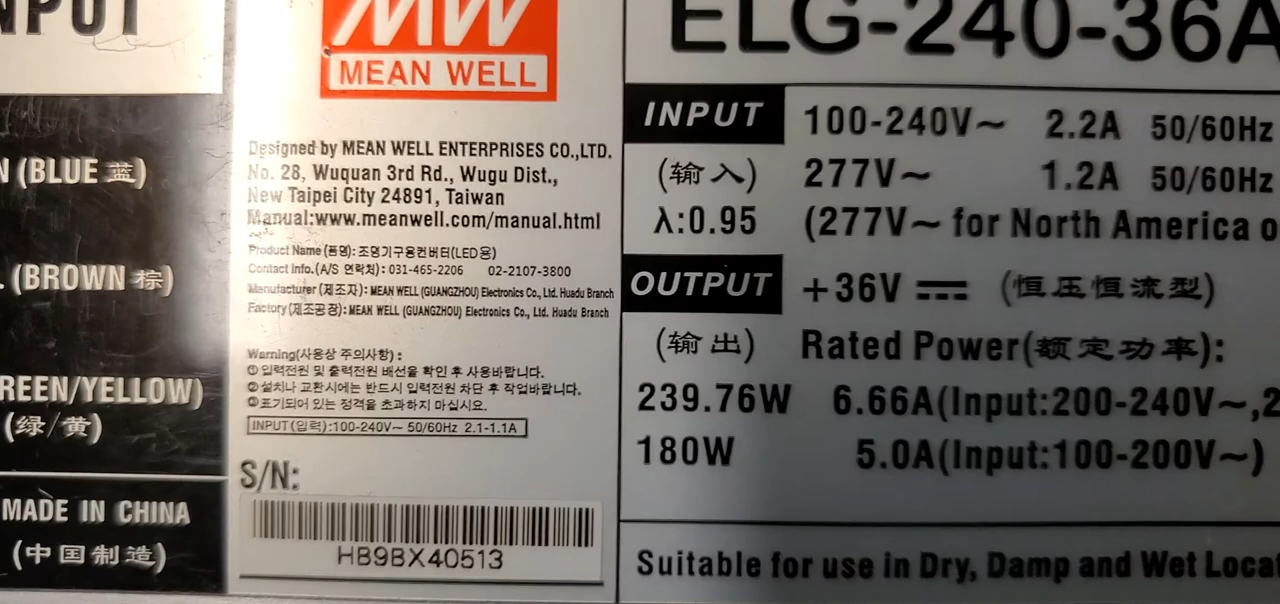 NPUT
N (BLUE 蓝)
(BROWN 棕)
REEN/YELLOW)
(绿/黄)
MADE IN CHINA
(中国制造)
MW
MEAN WELL
Designed by MEAN WELL ENTERPRISES CO.,LTD.
No. 28, Wuquan 3rd Rd., Wugu Dist.,
New Taipei City 24891, Taiwan
Manual:www.meanwell.com/manual.html
Product Name(품명): 조명기구용컨버터(LED용)
Contact Info.(A/S 연락처): 031-465-2206 02-2107-3800
Manufacturer(제조자): MEAN WELL (GUANGZHOU) Electronics Co., Ltd. Huadu Branch
Factory(제조공장): MEAN WELL (GUANGZHOU) Electronics Co., Ltd. Huadu Branch
Warning(사용상 주의사항) :
① 입력전원 및 출력전원 배선을 확인 후 사용바랍니다.
② 설치나 교환시에는 반드시 입력전원 차단 후 작업바랍니다.
③ 표기되어 있는 정격을 초과하지 마십시요.
INPUT(입력):100-240V~ 50/60Hz 2.1-1.1A
S/N:
HB9BX40513
ELG-240-36A
INPUT 100-240V~ 2.2A 50/60Hz
(输入) 277V~ 1.2A 50/60Hz
λ:0.95 (277V~ for North America o
OUTPUT +36V ⎓ (恒压恒流型)
(输出) Rated Power(额定功率):
239.76W 6.66A(Input:200-240V~,2
180W 5.0A(Input:100-200V~)
Suitable for use in Dry, Damp and Wet Locat